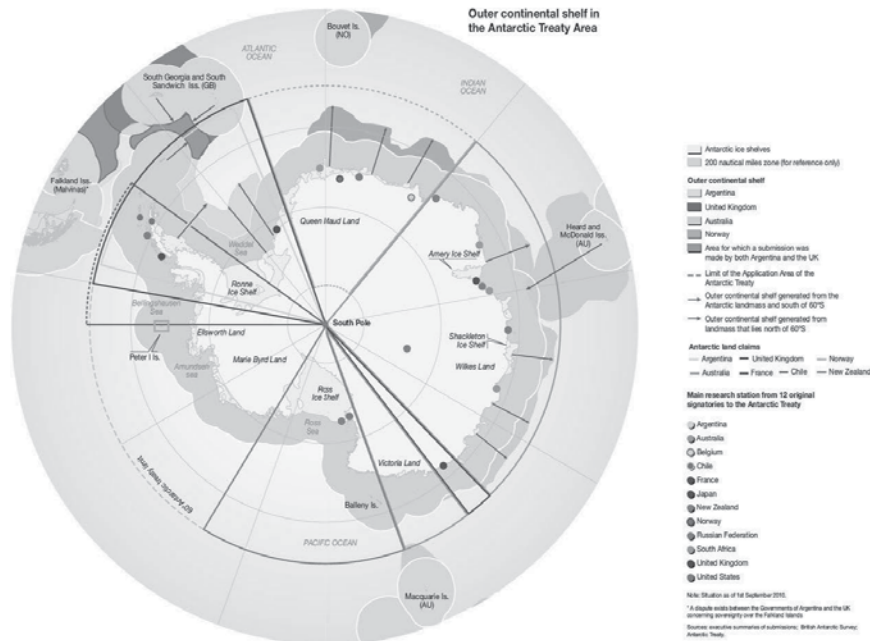 Outer continental shelf in
the Antarctic Treaty Area
Bouvet Is.
(NO)
ATLANTIC
OCEAN
INDIAN
OCEAN
South Georgia and South
Sandwich Iss. (GB)
Falkland Iss.
(Malvinas)*
Queen Maud Land
Weddel
Sea
Heard and
McDonald Iss.
(AU)
Amery Ice Shelf
Ronne
Ice Shelf
Bellingshausen
Sea
South Pole
Ellsworth Land
Shackleton
Ice Shelf
Peter I Is.
Marie Byrd Land
Wilkes Land
Amundsen
sea
Ross
Ice Shelf
Ross
Sea
Victoria Land
Balleny Is.
60° Antarctic treaty limit
PACIFIC OCEAN
Macquarie Is.
(AU)
Antarctic ice shelves
200 nautical miles zone (for reference only)
Outer continental shelf
Argentina
United Kingdom
Australia
Norway
Area for which a submission was
made by both Argentina and the UK
Limit of the Application Area of the
Antarctic Treaty
Outer continental shelf generated from the
Antarctic landmass and south of 60°S
Outer continental shelf generated from
landmass that lies north of 60°S
Antarctic land claims
Argentina United Kingdom Norway
Australia France Chile New Zealand
Main research station from 12 original
signatories to the Antarctic Treaty
Argentina
Australia
Belgium
Chile
France
Japan
New Zealand
Norway
Russian Federation
South Africa
United Kingdom
United States
Note: Situation as of 1st September 2010.
* A dispute exists between the Governments of Argentina and the UK
concerning sovereignty over the Falkland Islands
Sources: executive summaries of submissions; British Antarctic Survey;
Antarctic Treaty.